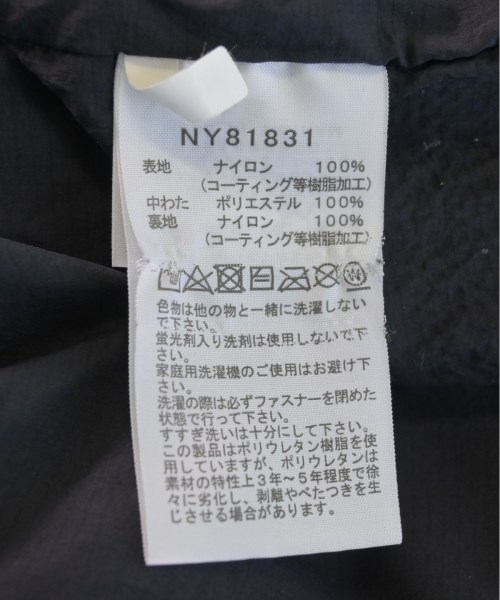 NY81831
表地 ナイロン 100%
(コーティング等樹脂加工)
中わた ポリエステル 100%
裏地 ナイロン 100%
(コーティング等樹脂加工)
色物は他の物と一緒に洗濯しない
で下さい。
蛍光剤入り洗剤は使用しないで下
さい。
家庭用洗濯機のご使用はお避け下
さい。
洗濯の際は必ずファスナーを閉めた
状態で行って下さい。
すすぎ洗いは十分にして下さい。
この製品はポリウレタン樹脂を使
用していますが、ポリウレタンは
素材の特性上3年～5年程度で徐
々に劣化し、剥離やべたつきを生
じさせる場合があります。